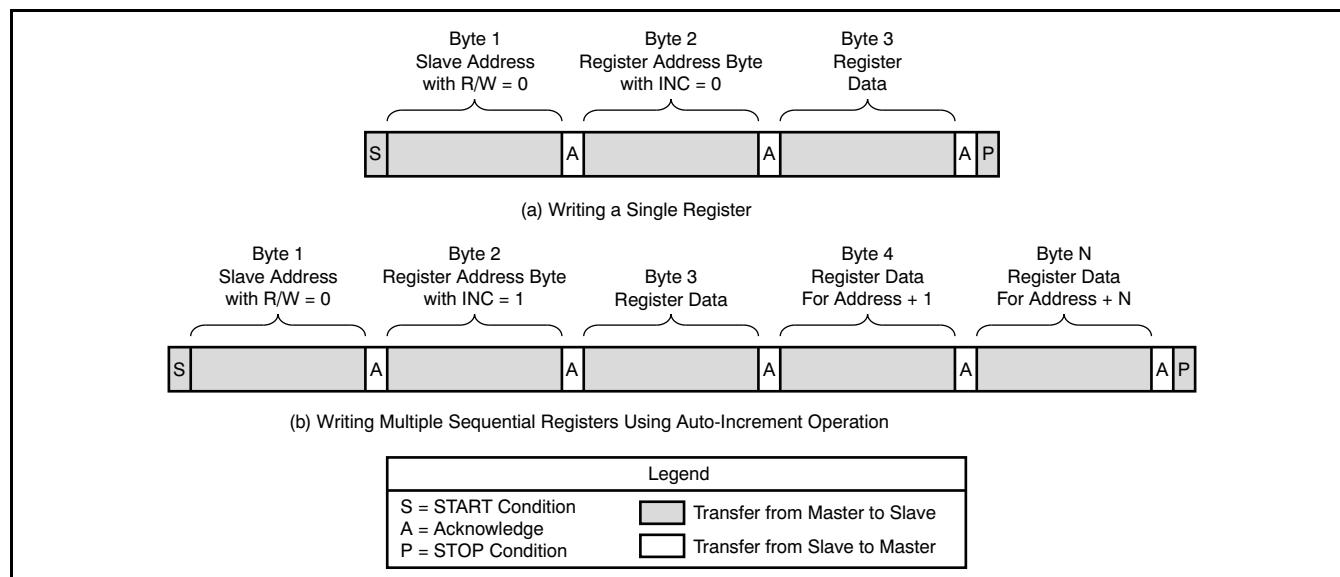 Byte 1
Slave Address
with R/W = 0
Byte 2
Register Address Byte
with INC = 0
Byte 3
Register
Data
S
A
A
A
P
(a) Writing a Single Register
Byte 1
Slave Address
with R/W = 0
Byte 2
Register Address Byte
with INC = 1
Byte 3
Register Data
Byte 4
Register Data
For Address + 1
Byte N
Register Data
For Address + N
S
A
A
A
A
A
P
(b) Writing Multiple Sequential Registers Using Auto-Increment Operation
Legend
S = START Condition
A = Acknowledge
P = STOP Condition
Transfer from Master to Slave
Transfer from Slave to Master